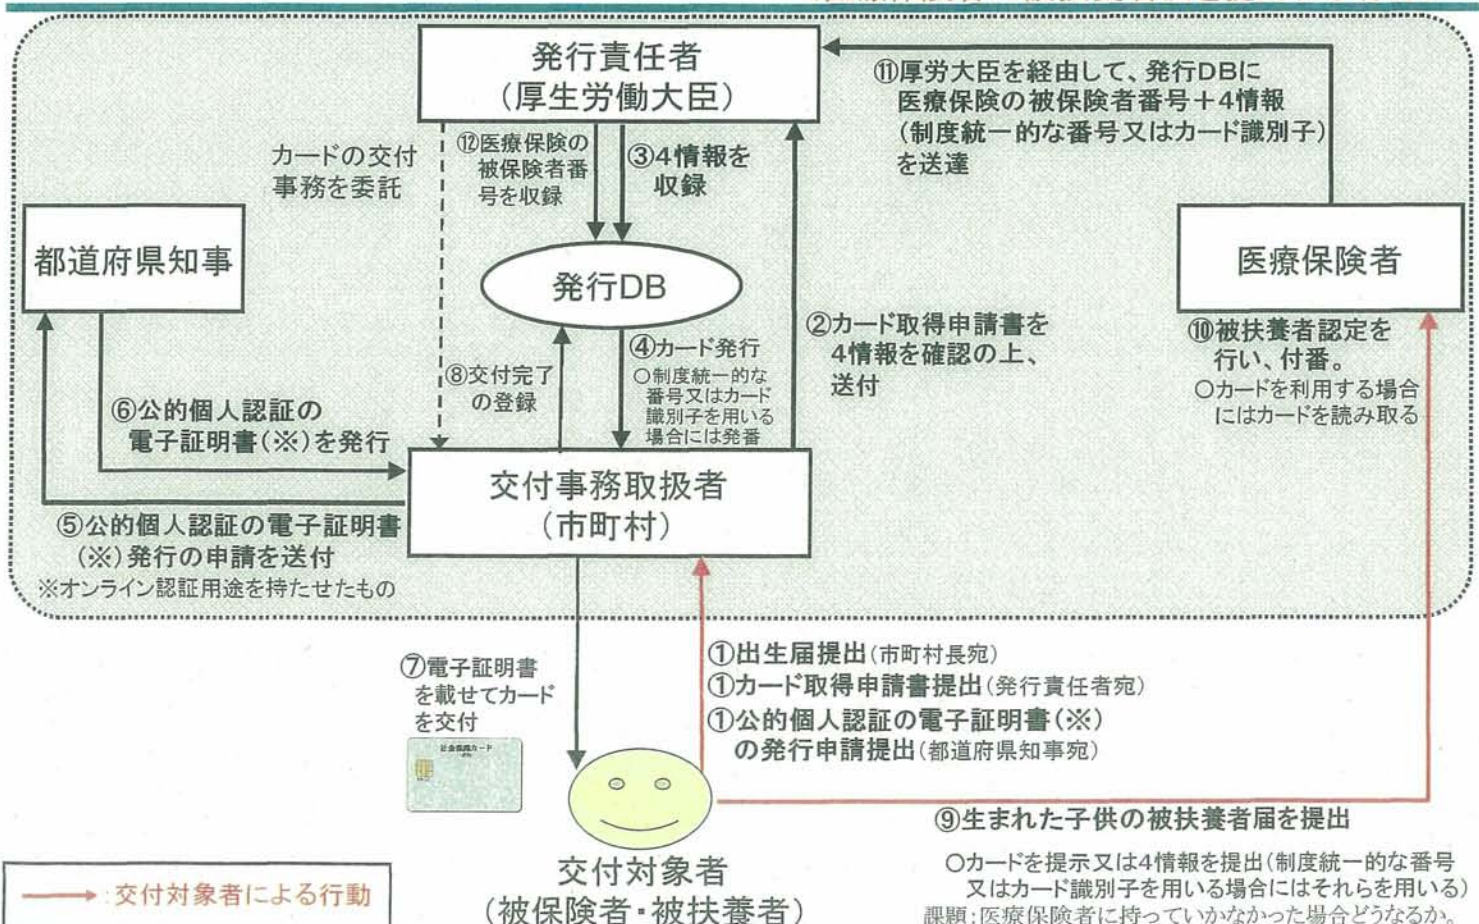 発行責任者
(厚生労働大臣)
⑪厚労大臣を経由して、発行DBに
医療保険の被保険者番号+4情報
(制度統一的な番号又はカード識別子)
を送達
カードの交付
事務を委託
⑫医療保険の
被保険者番
号を収録
③4情報を
収録
都道府県知事
医療保険者
発行DB
②カード取得申請書を
4情報を確認の上、
送付
⑩被扶養者認定を
行い、付番。
○カードを利用する場合
にはカードを読み取る
④カード発行
○制度統一的な
番号又はカード
識別子を用いる
場合には発番
⑧交付完了
の登録
⑥公的個人認証の
電子証明書(※)を発行
交付事務取扱者
(市町村)
⑤公的個人認証の電子証明書
(※)発行の申請を送付
※オンライン認証用途を持たせたもの
⑦電子証明書
を載せてカード
を交付
①出生届提出(市町村長宛)
①カード取得申請書提出(発行責任者宛)
①公的個人認証の電子証明書(※)
の発行申請提出(都道府県知事宛)
社会保障カード
⑨生まれた子供の被扶養者届を提出
○カードを提示又は4情報を提出(制度統一的な番号
又はカード識別子を用いる場合にはそれらを用いる)
課題:医療保険者に持っていかなかった場合どうなるか。
交付対象者
(被保険者・被扶養者)
:交付対象者による行動